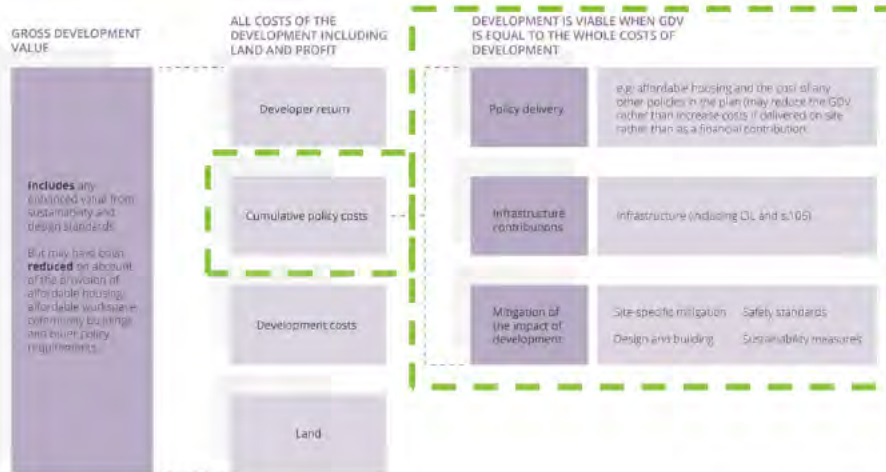 GROSS DEVELOPMENT
VALUE
ALL COSTS OF THE
DEVELOPMENT INCLUDING
LAND AND PROFIT
DEVELOPMENT IS VIABLE WHEN GDV
IS EQUAL TO THE WHOLE COSTS OF
DEVELOPMENT
Includes any
enhanced value from
sustainability and
design standards
But may have been
reduced on account
of the provision of
affordable housing,
affordable workspace
community buildings
and other policy
requirements.
Developer return
Cumulative policy costs
Development costs
Land
Policy delivery
e.g. affordable housing and the cost of any
other policies in the plan (may reduce the GDV
rather than increase costs if delivered on site
rather than as a financial contribution
Infrastructure
contributions
Infrastructure (including CIL and s.106)
Mitigation of
the impact of
development
Site-specific mitigation Safety standards
Design and building Sustainability measures